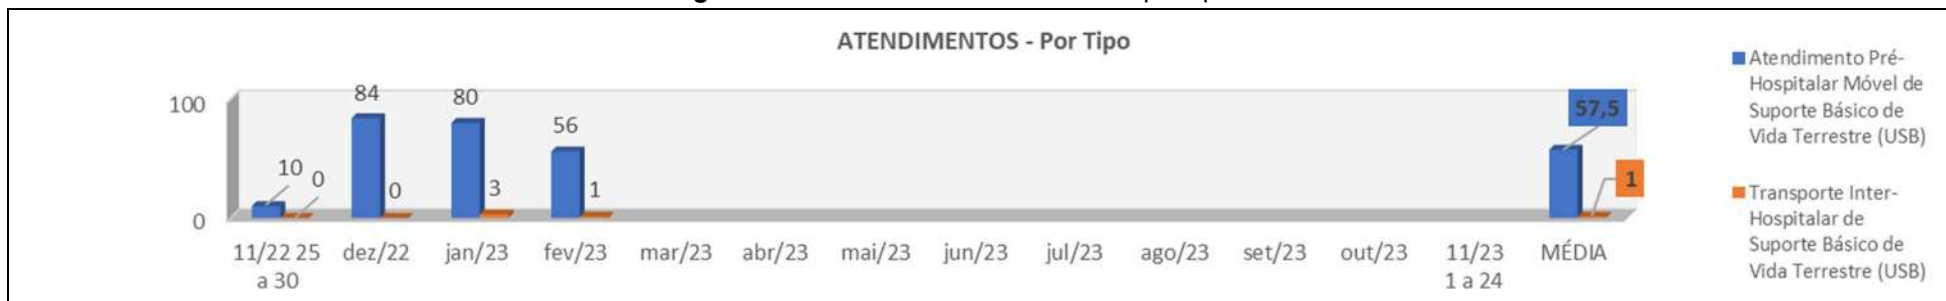 ATENDIMENTOS - Por Tipo
100
0
10
0
84
0
80
3
56
1
57,5
1
11/22 25
a 30
dez/22
jan/23
fev/23
mar/23
abr/23
mai/23
jun/23
jul/23
ago/23
set/23
out/23
11/23
1 a 24
MÉDIA
Atendimento Pré-
Hospitalar Móvel de
Suporte Básico de
Vida Terrestre (USB)
Transporte Inter-
Hospitalar de
Suporte Básico de
Vida Terrestre (USB)